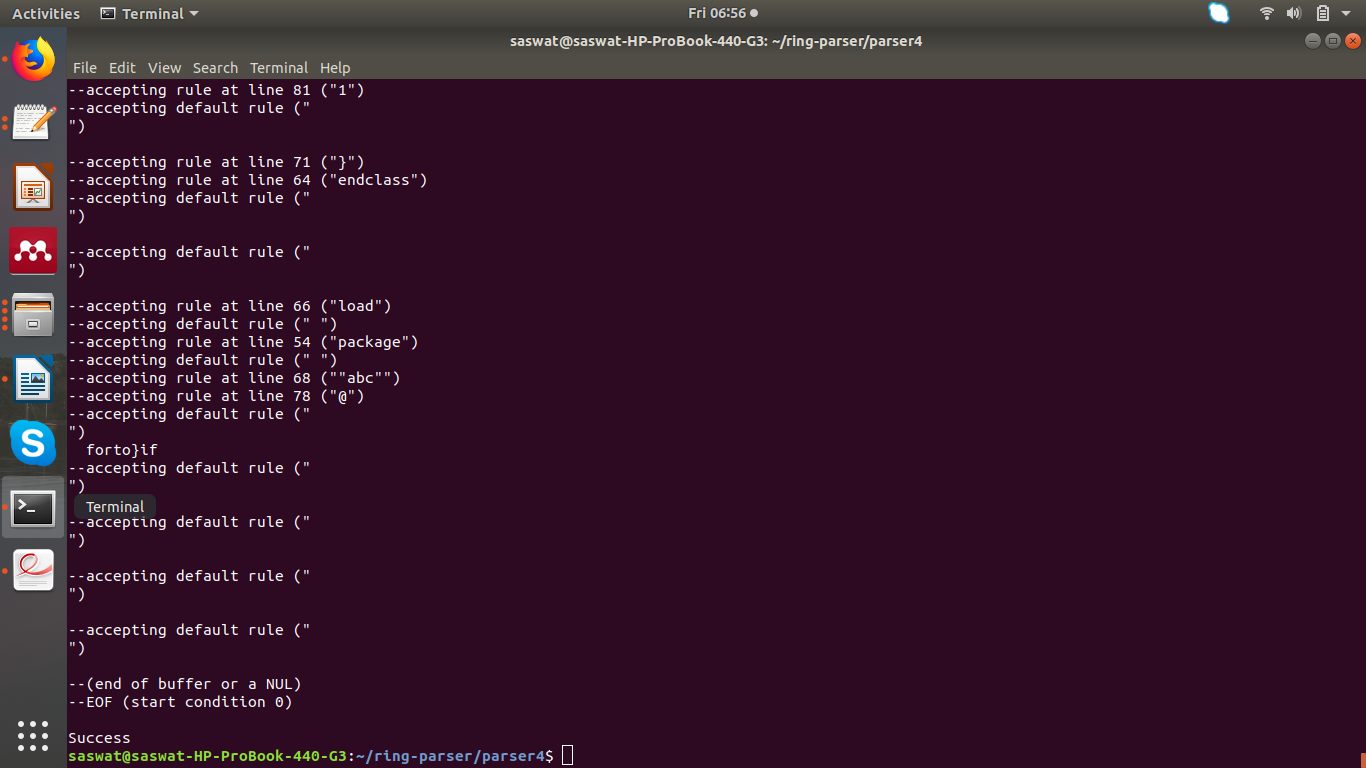 Activities Terminal Fri 06:56
saswat@saswat-HP-ProBook-440-G3: ~/ring-parser/parser4
File Edit View Search Terminal Help
--accepting rule at line 81 ("1")
--accepting default rule ("
")
--accepting rule at line 71 ("}")
--accepting rule at line 64 ("endclass")
--accepting default rule ("
")
--accepting default rule ("
")
--accepting rule at line 66 ("load")
--accepting default rule (" ")
--accepting rule at line 54 ("package")
--accepting default rule (" ")
--accepting rule at line 68 (""abc"")
--accepting rule at line 78 ("@")
--accepting default rule ("
")
forto}if
--accepting default rule ("
")
Terminal
--accepting default rule ("
")
--accepting default rule ("
")
--accepting default rule ("
")
--(end of buffer or a NUL)
--EOF (start condition 0)
Success
saswat@saswat-HP-ProBook-440-G3:~/ring-parser/parser4$